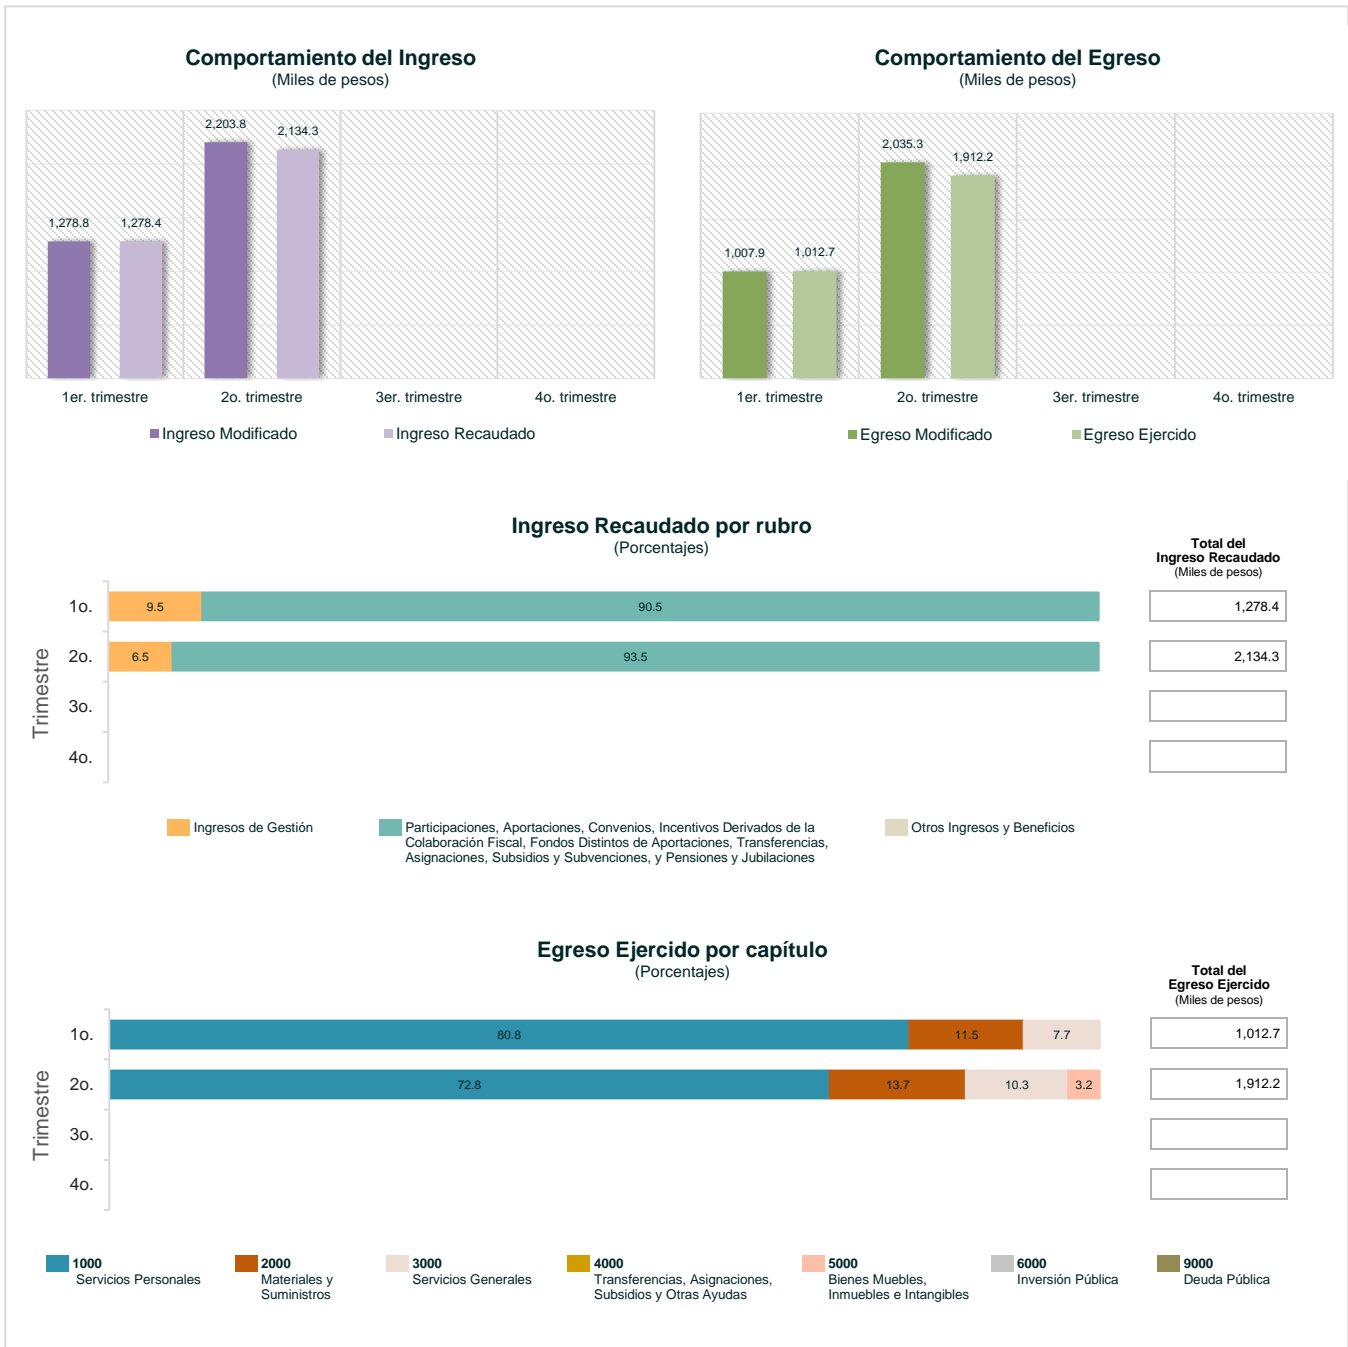 Comportamiento del Ingreso
(Miles de pesos)
2,203.8
2,134.3
1,278.8
1,278.4
1er. trimestre
2o. trimestre
3er. trimestre
4o. trimestre
Ingreso Modificado
Ingreso Recaudado
Comportamiento del Egreso
(Miles de pesos)
2,035.3
1,912.2
1,007.9
1,012.7
1er. trimestre
2o. trimestre
3er. trimestre
4o. trimestre
Egreso Modificado
Egreso Ejercido
Ingreso Recaudado por rubro
(Porcentajes)
Total del
Ingreso Recaudado
(Miles de pesos)
Trimestre
1o.
9.5
90.5
1,278.4
2o.
6.5
93.5
2,134.3
3o.
4o.
Ingresos de Gestión
Participaciones, Aportaciones, Convenios, Incentivos Derivados de la
Colaboración Fiscal, Fondos Distintos de Aportaciones, Transferencias,
Asignaciones, Subsidios y Subvenciones, y Pensiones y Jubilaciones
Otros Ingresos y Beneficios
Egreso Ejercido por capítulo
(Porcentajes)
Total del
Egreso Ejercido
(Miles de pesos)
Trimestre
1o.
80.8
11.5
7.7
1,012.7
2o.
72.8
13.7
10.3
3.2
1,912.2
3o.
4o.
1000
Servicios Personales
2000
Materiales y
Suministros
3000
Servicios Generales
4000
Transferencias, Asignaciones,
Subsidios y Otras Ayudas
5000
Bienes Muebles,
Inmuebles e Intangibles
6000
Inversión Pública
9000
Deuda Pública